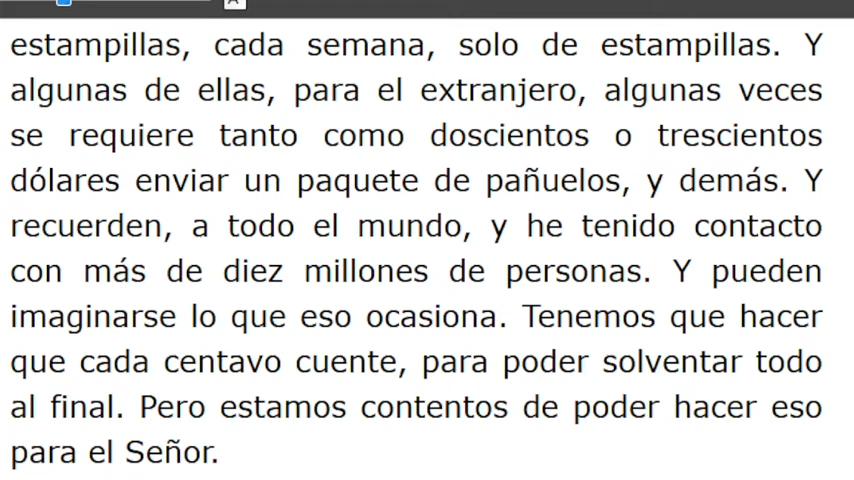 estampillas, cada semana, solo de estampillas. Y
algunas de ellas, para el extranjero, algunas veces
se requiere tanto como doscientos o trescientos
dólares enviar un paquete de pañuelos, y demás. Y
recuerden, a todo el mundo, y he tenido contacto
con más de diez millones de personas. Y pueden
imaginarse lo que eso ocasiona. Tenemos que hacer
que cada centavo cuente, para poder solventar todo
al final. Pero estamos contentos de poder hacer eso
para el Señor.